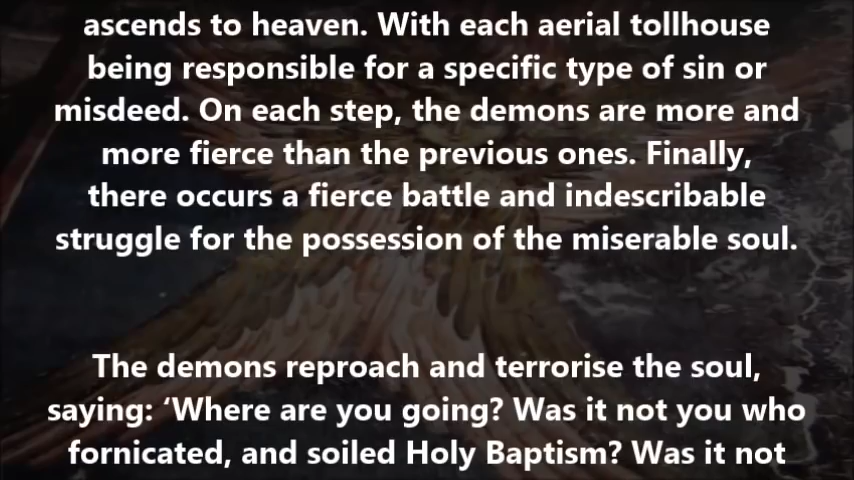 ascends to heaven. With each aerial tollhouse
being responsible for a specific type of sin or
misdeed. On each step, the demons are more and
more fierce than the previous ones. Finally,
there occurs a fierce battle and indescribable
struggle for the possession of the miserable soul.
The demons reproach and terrorise the soul,
saying: ‘Where are you going? Was it not you who
fornicated, and soiled Holy Baptism? Was it not